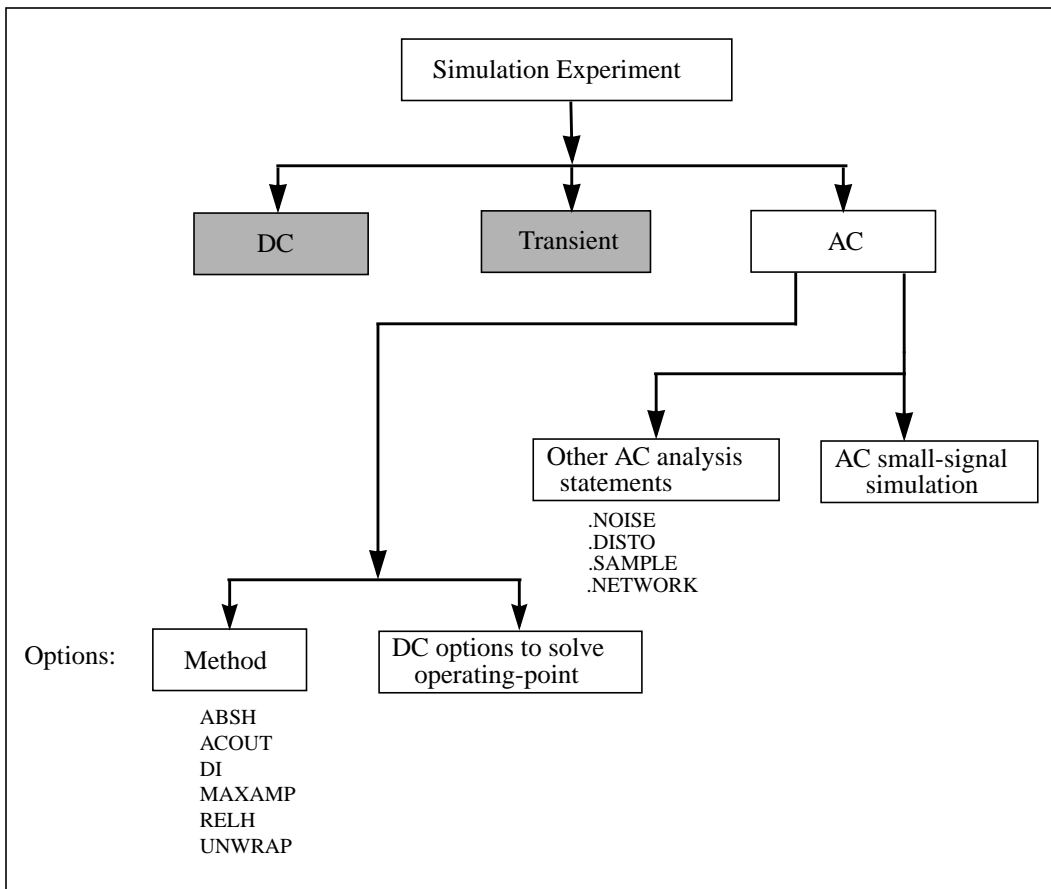 Simulation Experiment
DC
Transient
AC
Other AC analysis
statements
AC small-signal
simulation
.NOISE
.DISTO
.SAMPLE
.NETWORK
Options:
Method
DC options to solve
operating-point
ABSH
ACOUT
DI
MAXAMP
RELH
UNWRAP